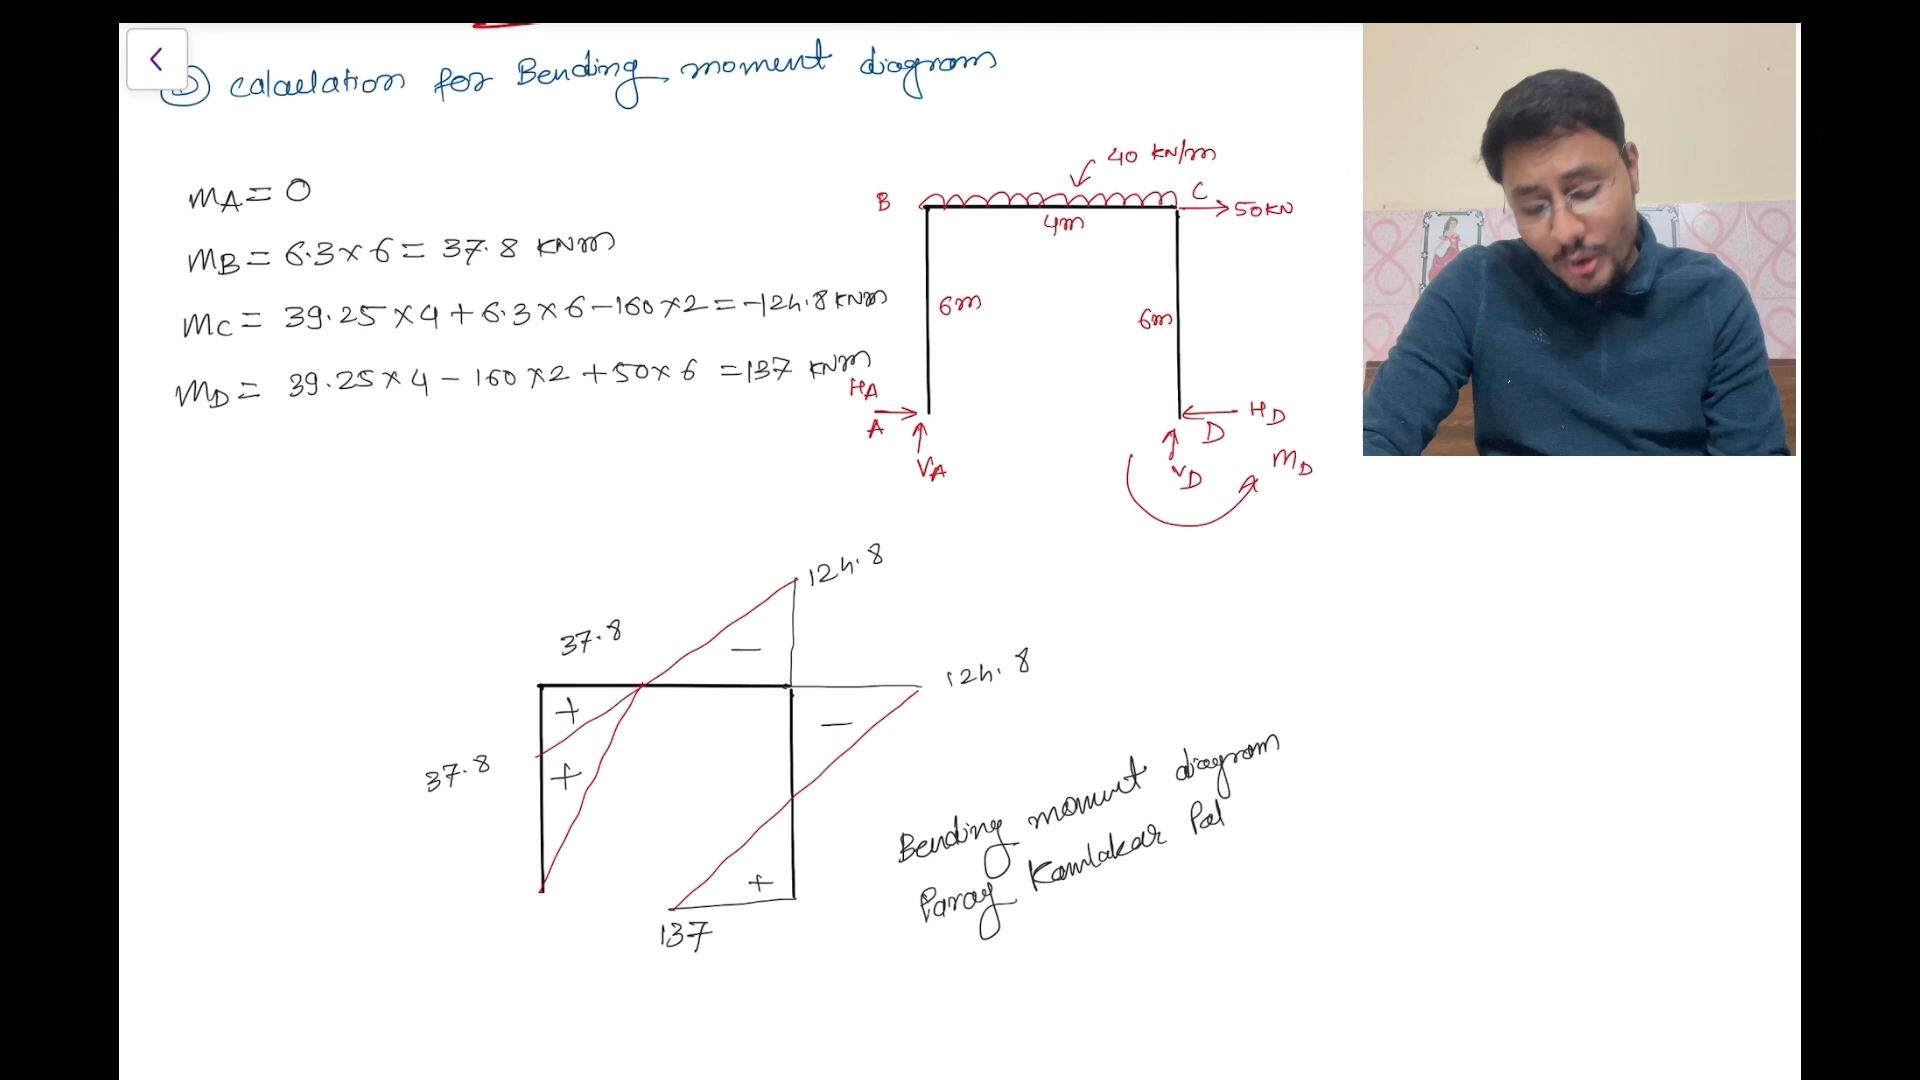 calculation for Bending moment diagram
MA = 0
MB = 6.3 x 6 = 37.8 KNm
MC = 39.25 x 4 + 6.3 x 6 - 160 x 2 = -124.8 KNm
MD = 39.25 x 4 - 160 x 2 + 50 x 6 = 137 KNm
40 KN/m
B
C
50KN
4m
6m
6m
HA
A
VA
HD
D
VD
MD
124.8
37.8
124.8
+
−
37.8
+
−
+
137
Bending moment diagram
Kamlakar Pal